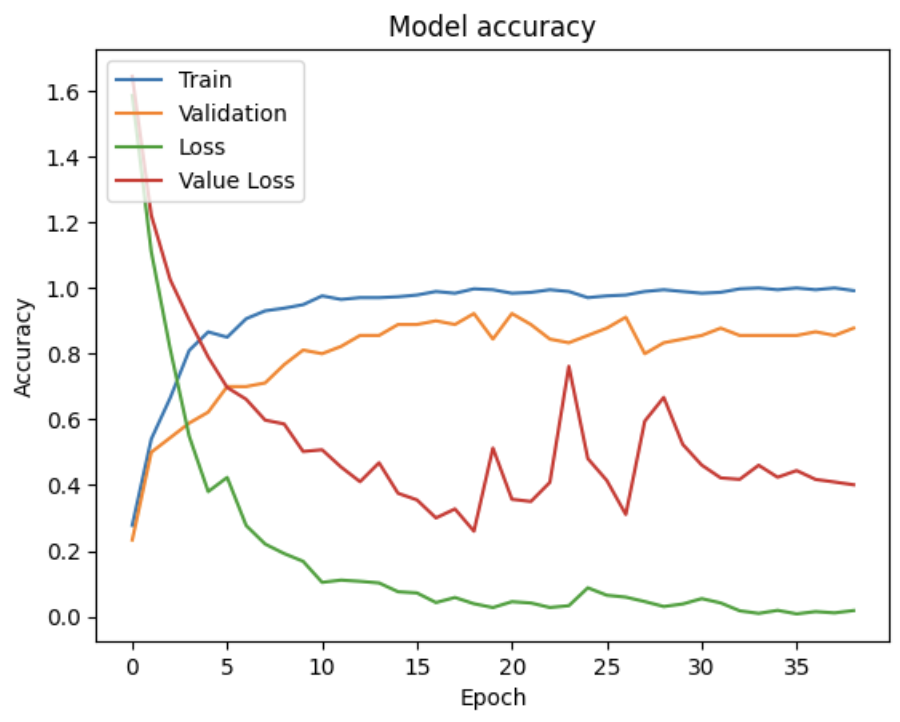 Model accuracy
Train
Validation
Loss
Value Loss
1.6
1.4
1.2
1.0
0.8
0.6
0.4
0.2
0.0
Accuracy
0 5 10 15 20 25 30 35
Epoch